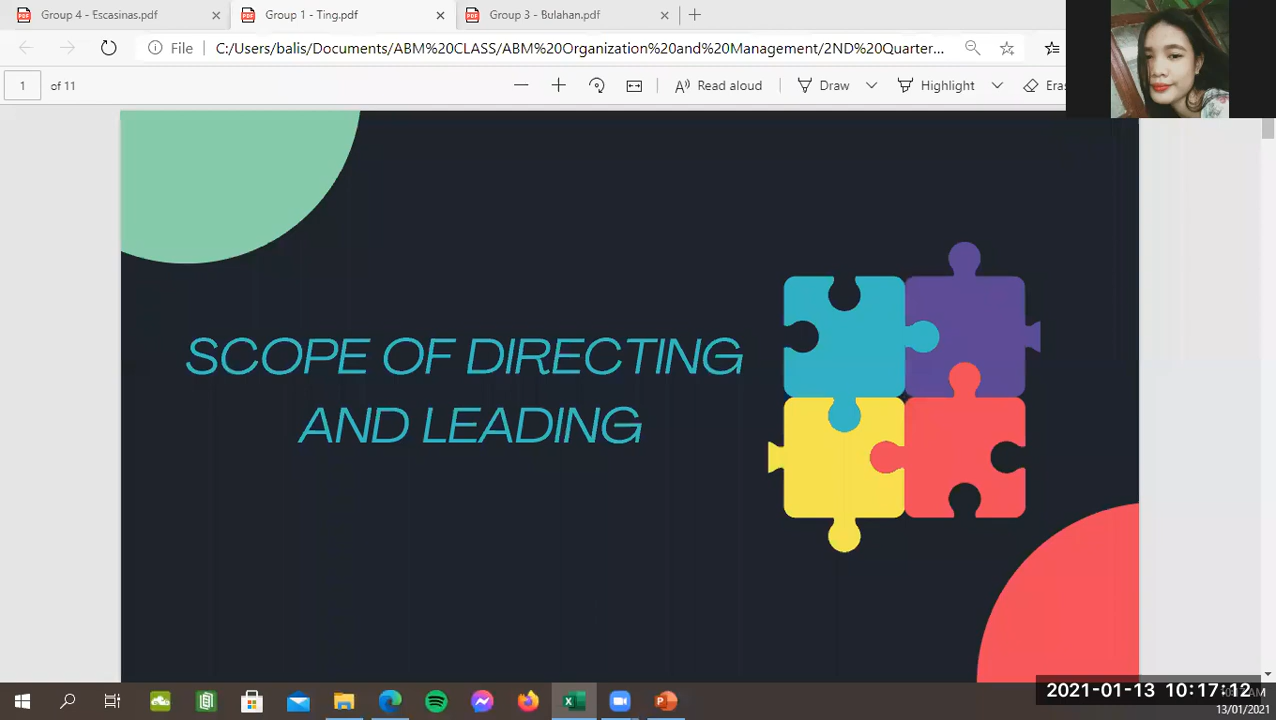 Group 4 - Escasinas.pdf
Group 1 - Ting.pdf
Group 3 - Bulahan.pdf
File
C:/Users/balis/Documents/ABM%20CLASS/ABM%20Organization%20and%20Management/2ND%20Quarter...
1 of 11
Read aloud
Draw
Highlight
SCOPE OF DIRECTING
AND LEADING
2021-01-13 10:17:12
13/01/2021